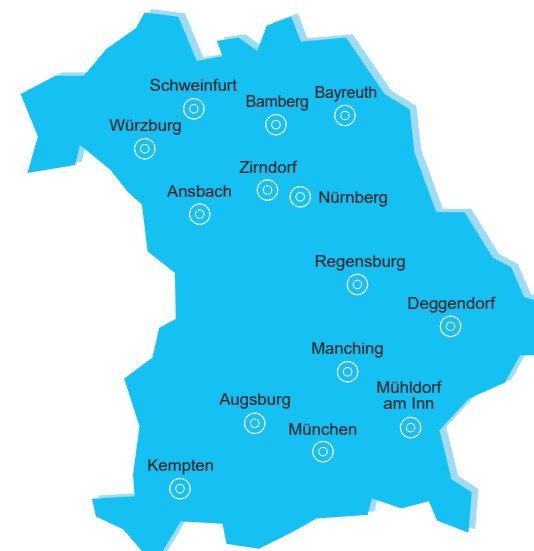 Schweinfurt
Bayreuth
Bamberg
Würzburg
Zirndorf
Ansbach
Nürnberg
Regensburg
Deggendorf
Manching
Mühldorf
am Inn
Augsburg
München
Kempten